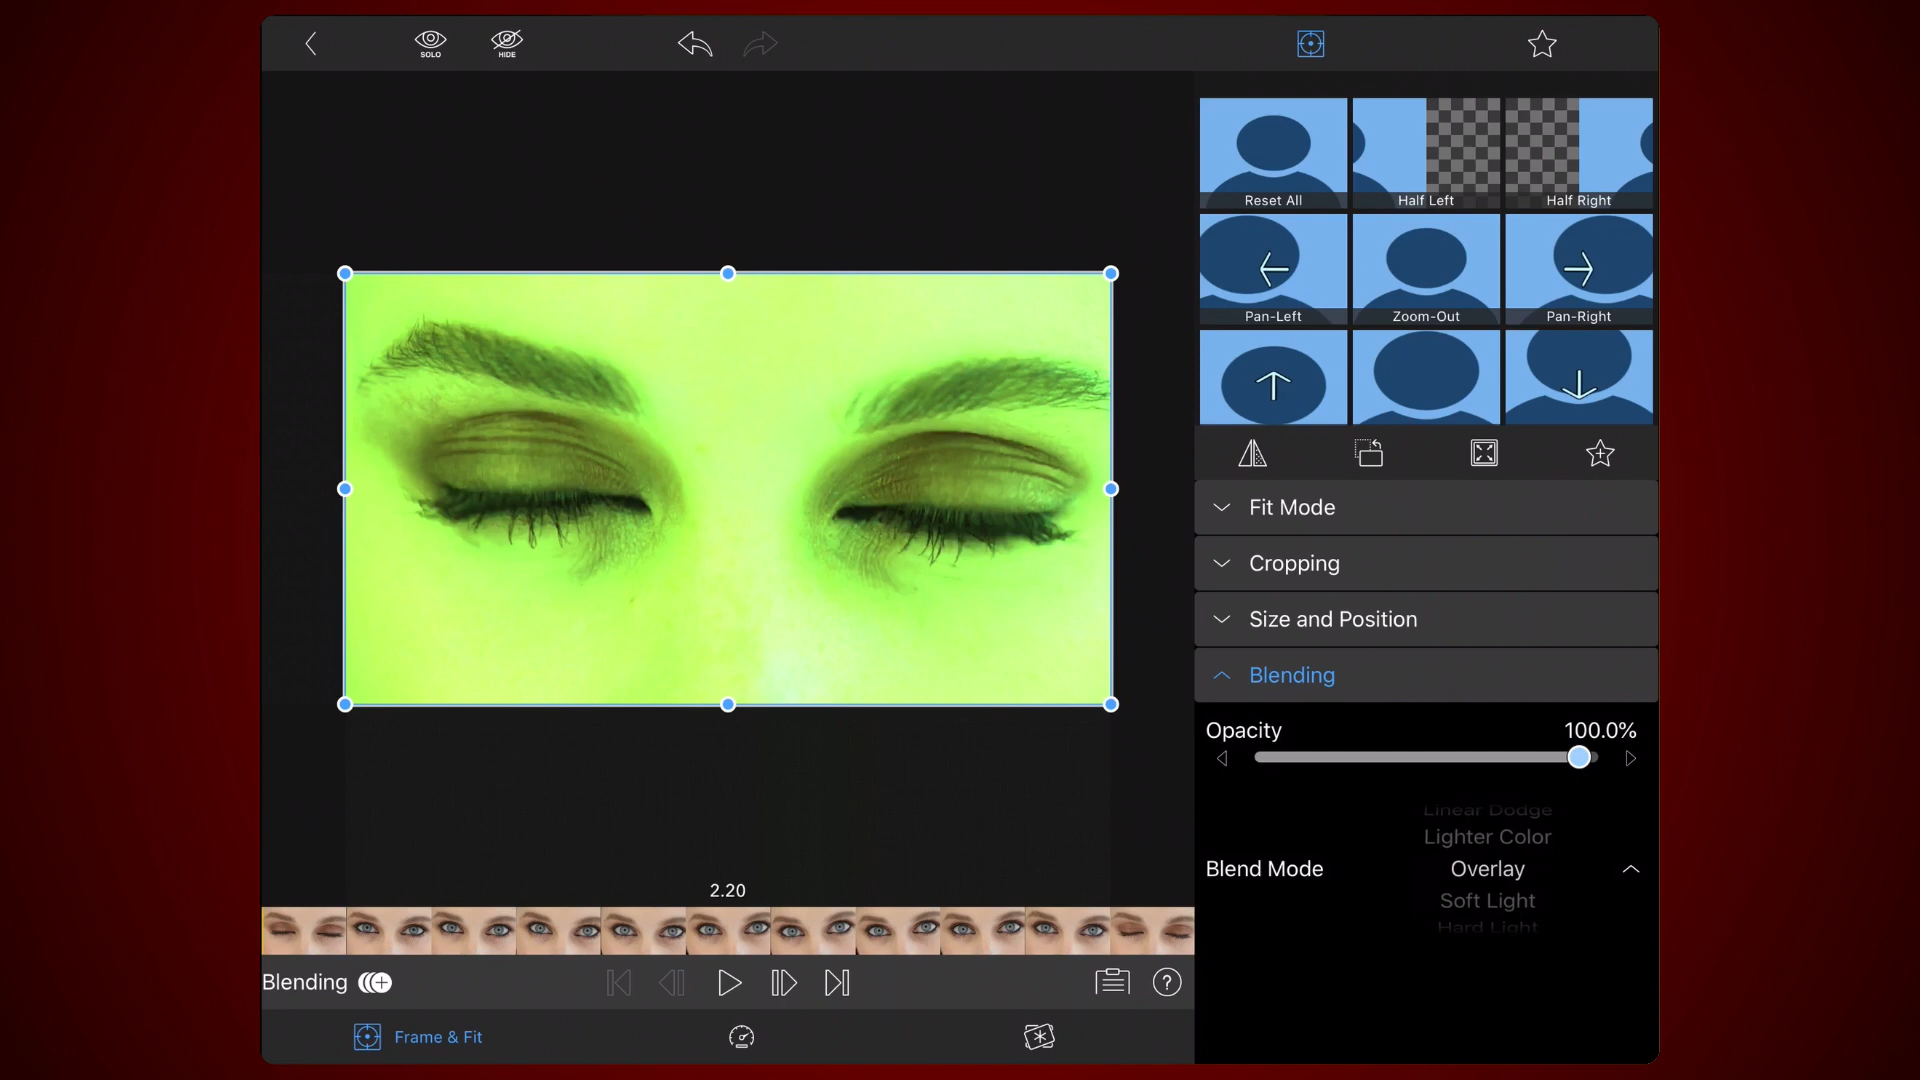 SOLO
HIDE
Reset All
Half Left
Half Right
Pan-Left
Zoom-Out
Pan-Right
Fit Mode
Cropping
Size and Position
Blending
Opacity
100.0%
Linear Dodge
Lighter Color
Blend Mode
Overlay
Soft Light
Hard Light
2.20
Blending
?
Frame & Fit